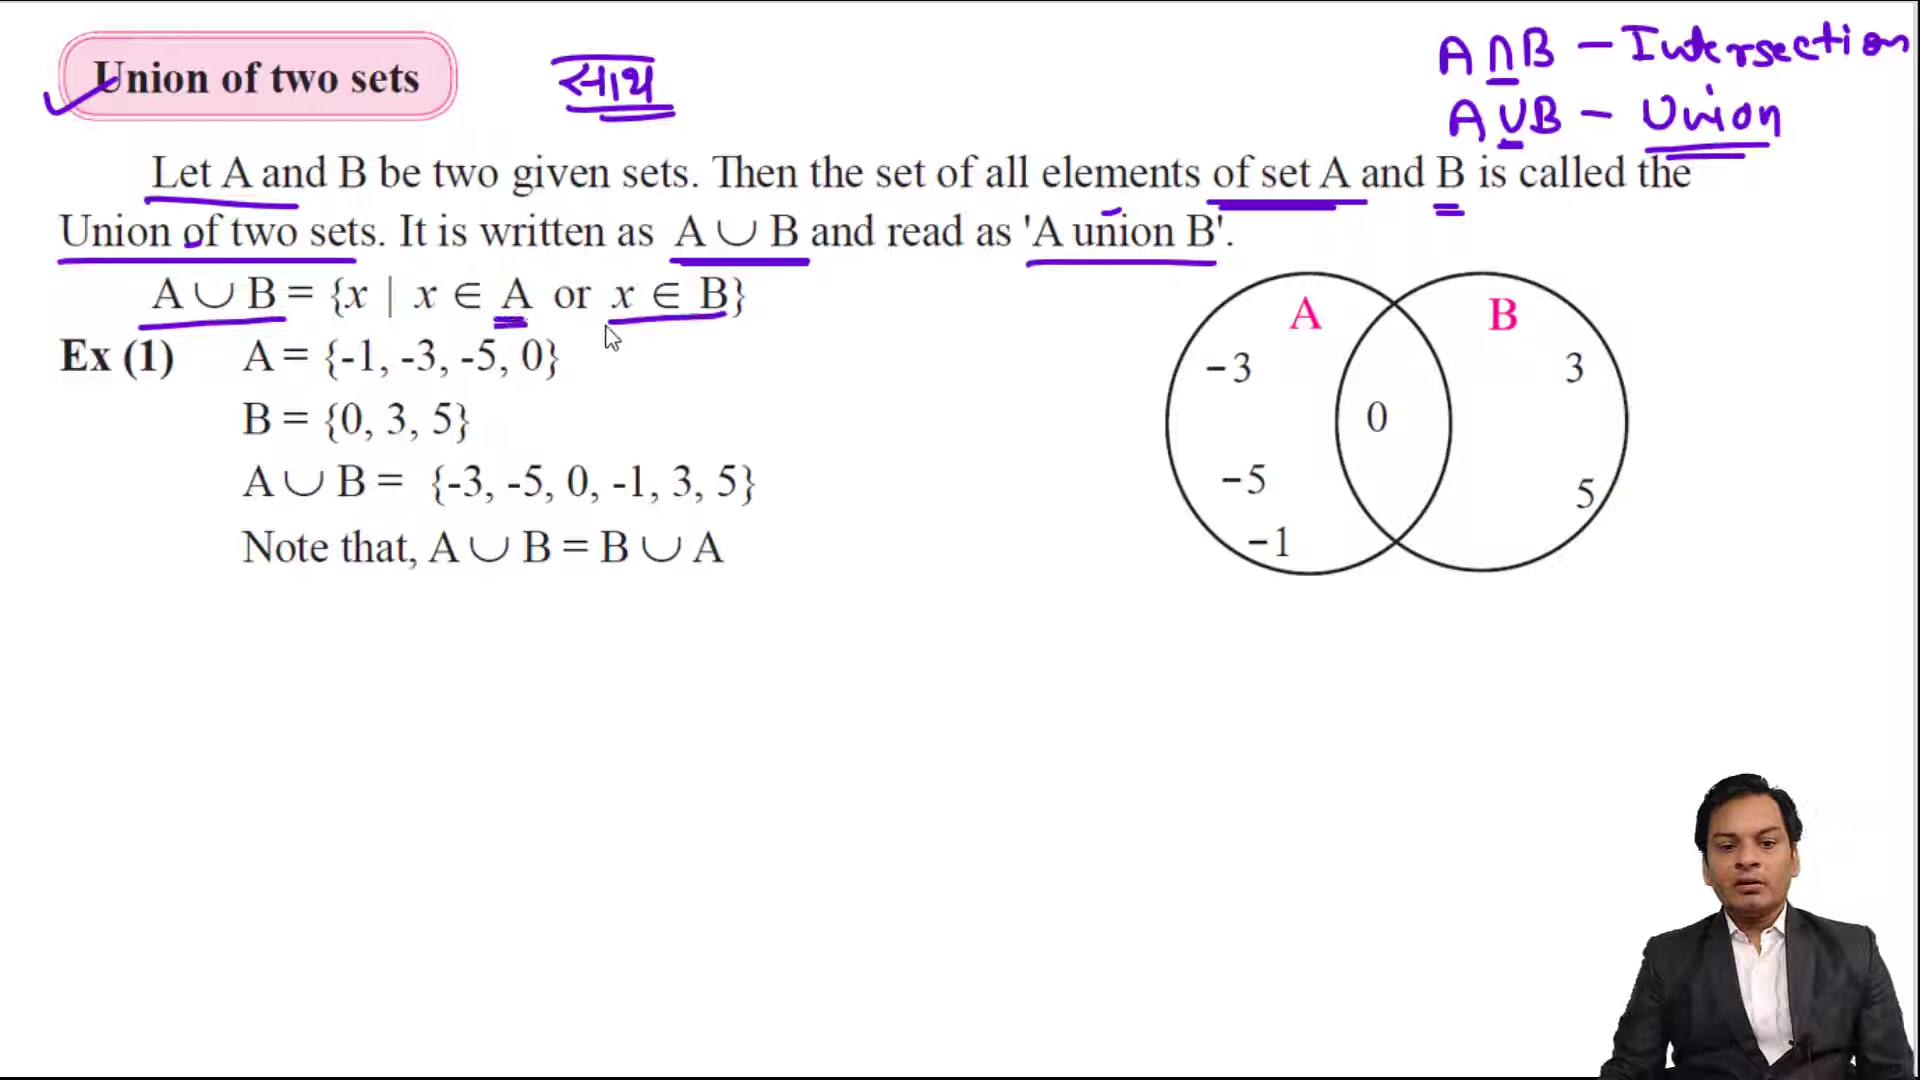 Union of two sets
साथ
A ∩ B – Intersection
A ∪ B – Union
Let A and B be two given sets. Then the set of all elements of set A and B is called the
Union of two sets. It is written as A ∪ B and read as 'A union B'.
A ∪ B = {x | x ∈ A or x ∈ B}
Ex (1) A = {-1, -3, -5, 0}
B = {0, 3, 5}
A ∪ B = {-3, -5, 0, -1, 3, 5}
Note that, A ∪ B = B ∪ A
A B
−3 3
0
−5 5
−1